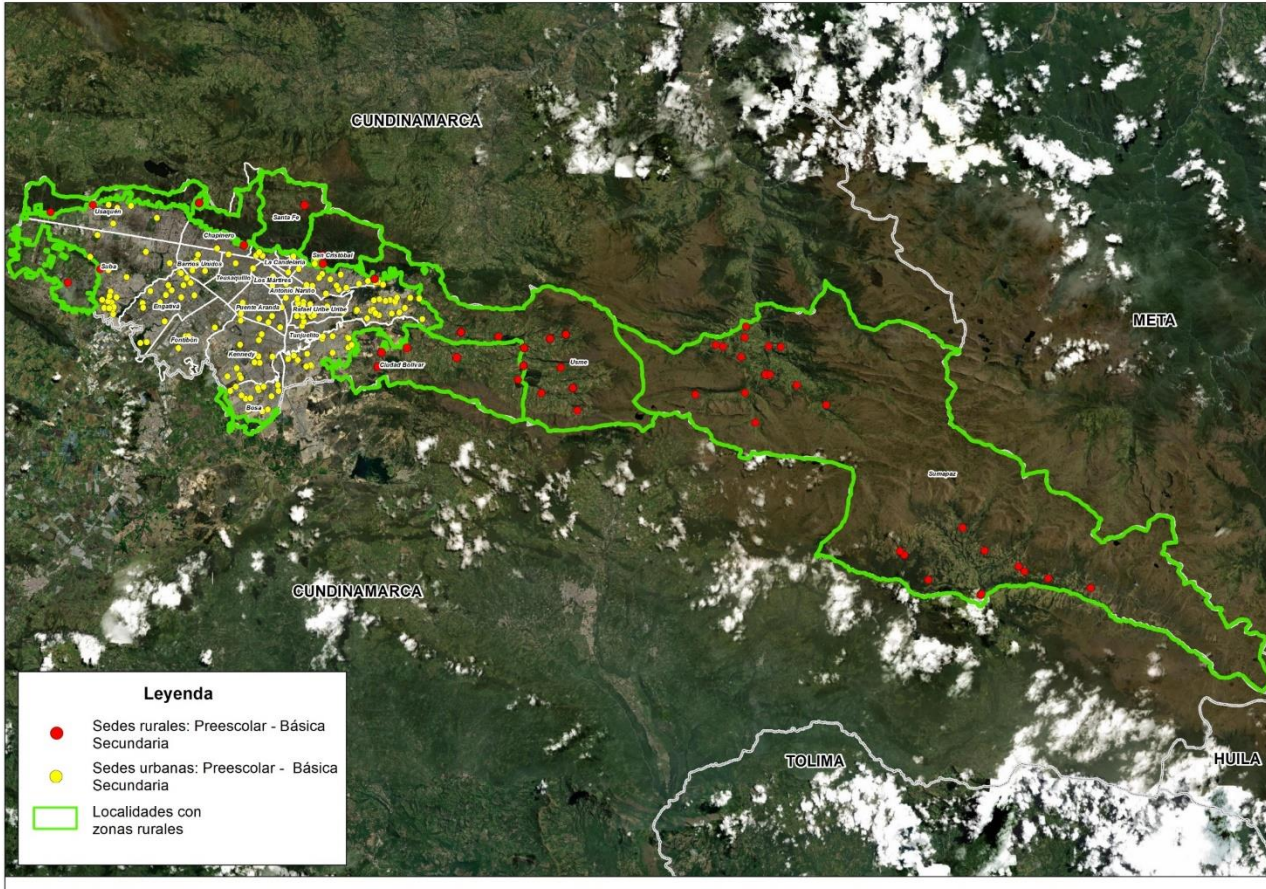 CUNDINAMARCA
Usaquén
Santa Fe
Chapinero
San Cristóbal
Suba
Barrios Unidos
La Candelaria
Teusaquillo
Los Mártires
Antonio Nariño
Engativá
Puente Aranda
Rafael Uribe Uribe
META
Fontibón
Tunjuelito
Kennedy
Ciudad Bolívar
Usme
Bosa
Sumapaz
CUNDINAMARCA
Leyenda
Sedes rurales: Preescolar - Básica
Secundaria
Sedes urbanas: Preescolar - Básica
Secundaria
Localidades con
zonas rurales
TOLIMA
HUILA